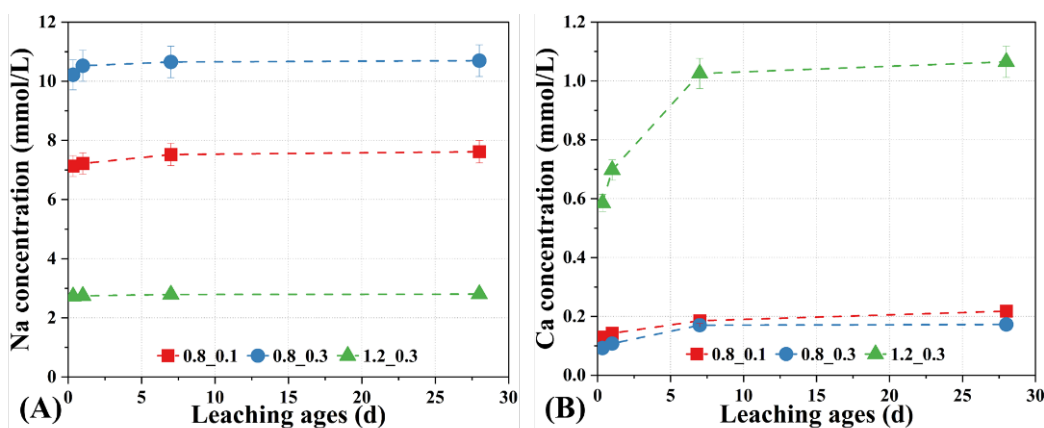 12
10
8
6
4
2
0
Na concentration (mmol/L)
0.8_0.1 0.8_0.3 1.2_0.3
0 5 10 15 20 25 30
(A) Leaching ages (d)
1.2
1.0
0.8
0.6
0.4
0.2
0.0
Ca concentration (mmol/L)
0.8_0.1 0.8_0.3 1.2_0.3
0 5 10 15 20 25 30
(B) Leaching ages (d)